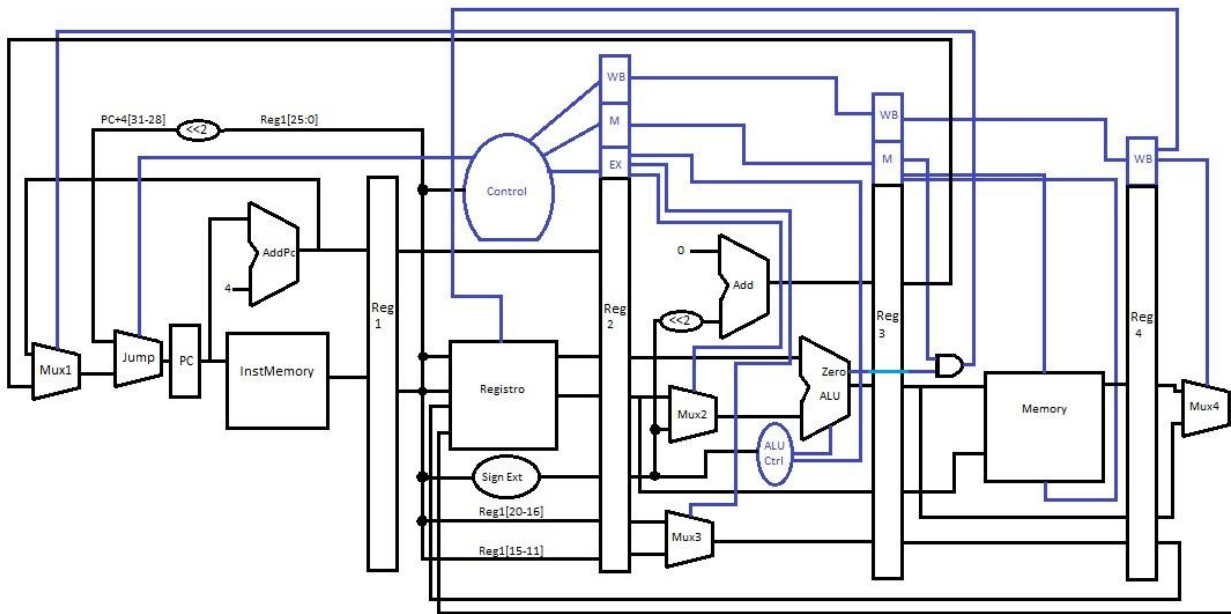 WB
PC+4[31-28]
<<2
Reg1[25:0]
M
WB
EX
M
WB
Control
AddPc
4
0
Add
Reg
1
Reg
2
Reg
3
Reg
4
<<2
Mux1
Jump
PC
InstMemory
Registro
Mux2
Zero
ALU
Memory
Mux4
ALU
Ctrl
Sign Ext
Reg1[20-16]
Mux3
Reg1[15-11]